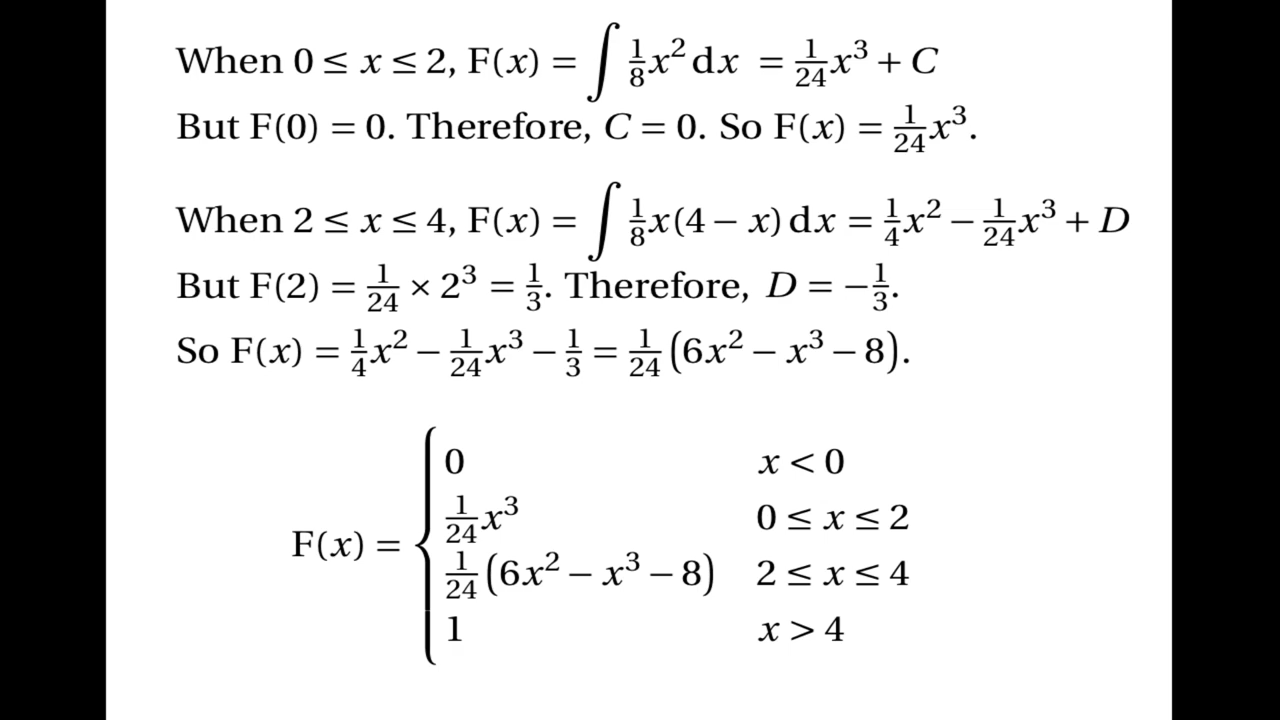 When 0 ≤ x ≤ 2, F(x) = ∫ 1/8 x² dx = 1/24 x³ + C
But F(0) = 0. Therefore, C = 0. So F(x) = 1/24 x³.
When 2 ≤ x ≤ 4, F(x) = ∫ 1/8 x(4 − x) dx = 1/4 x² − 1/24 x³ + D
But F(2) = 1/24 × 2³ = 1/3. Therefore, D = −1/3.
So F(x) = 1/4 x² − 1/24 x³ − 1/3 = 1/24 (6x² − x³ − 8).
F(x) = {
0 x < 0
1/24 x³ 0 ≤ x ≤ 2
1/24 (6x² − x³ − 8) 2 ≤ x ≤ 4
1 x > 4